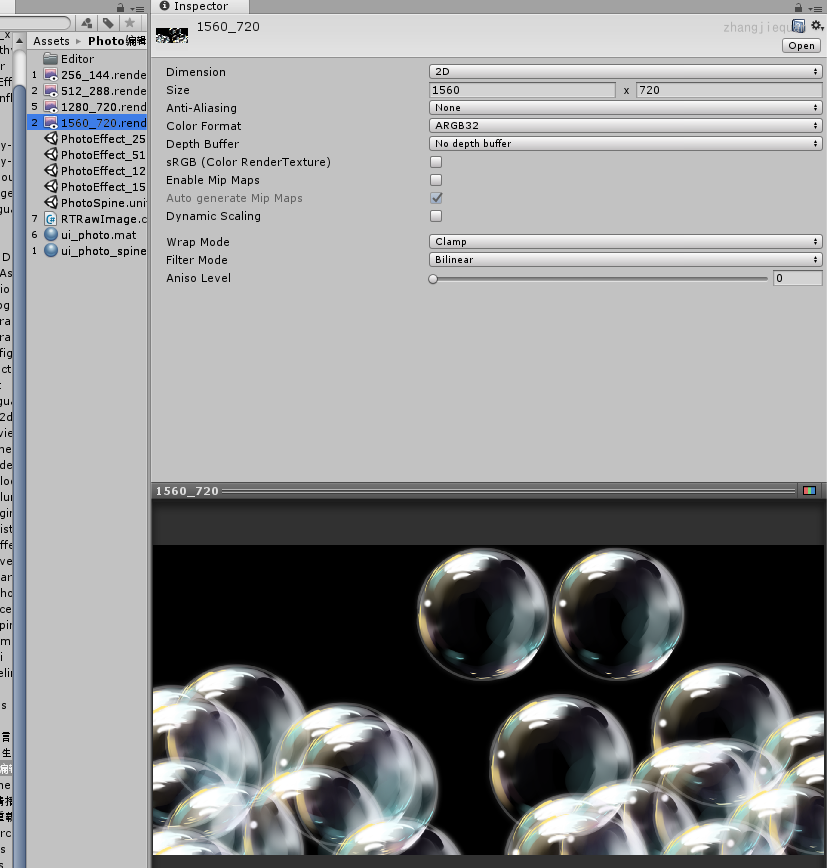 Inspector
1560_720
zhangjiequ
Open
Assets ▸ Photo编辑
Editor
1 256_144.rende
2 512_288.rende
5 1280_720.rend
2 1560_720.rend
PhotoEffect_25
PhotoEffect_51
PhotoEffect_12
PhotoEffect_15
PhotoSpine.uni
7 RTRawImage.c
6 ui_photo.mat
1 ui_photo_spine
Dimension 2D
Size 1560 x 720
Anti-Aliasing None
Color Format ARGB32
Depth Buffer No depth buffer
sRGB (Color RenderTexture)
Enable Mip Maps
Auto generate Mip Maps
Dynamic Scaling
Wrap Mode Clamp
Filter Mode Bilinear
Aniso Level 0
1560_720